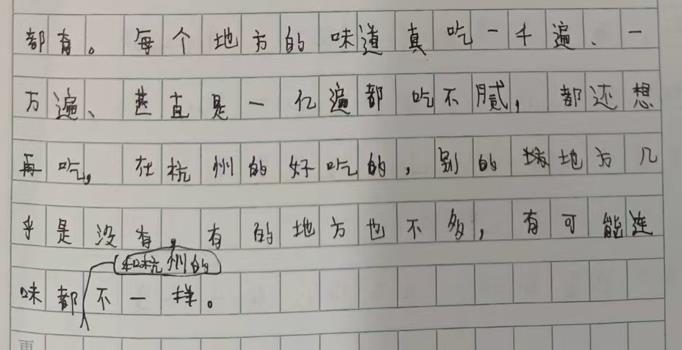 都有。每个地方的味道真吃一千遍、一
万遍、甚直是一亿遍都吃不腻，都还想
再吃，在杭州的好吃的，别的地方几
乎是没有，有的地方也不多，有可能连
和杭州的
味都不一样。